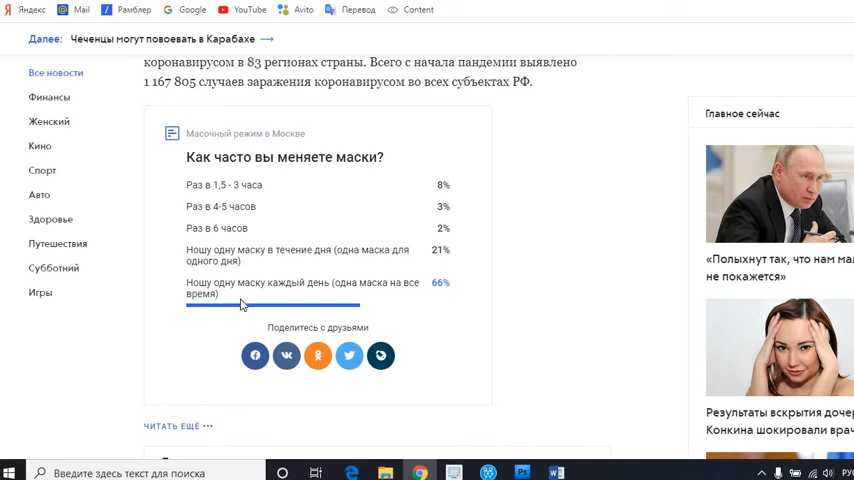 Яндекс Mail Рамблер Google YouTube Avito Перевод Content
Далее: Чеченцы могут повоевать в Карабахе →
коронавирусом в 83 регионах страны. Всего с начала пандемии выявлено
1 167 805 случаев заражения коронавирусом во всех субъектах РФ.
Все новости
Финансы
Женский
Кино
Спорт
Авто
Здоровье
Путешествия
Субботний
Игры
Масочный режим в Москве
Как часто вы меняете маски?
Раз в 1,5 - 3 часа 8%
Раз в 4-5 часов 3%
Раз в 6 часов 2%
Ношу одну маску в течение дня (одна маска для 21%
одного дня)
Ношу одну маску каждый день (одна маска на все 66%
время)
Поделитесь с друзьями
ЧИТАТЬ ЕЩЁ •••
Главное сейчас
«Полыхнут так, что нам
не покажется»
Результаты вскрытия
Конкина шокировали
Введите здесь текст для поиска